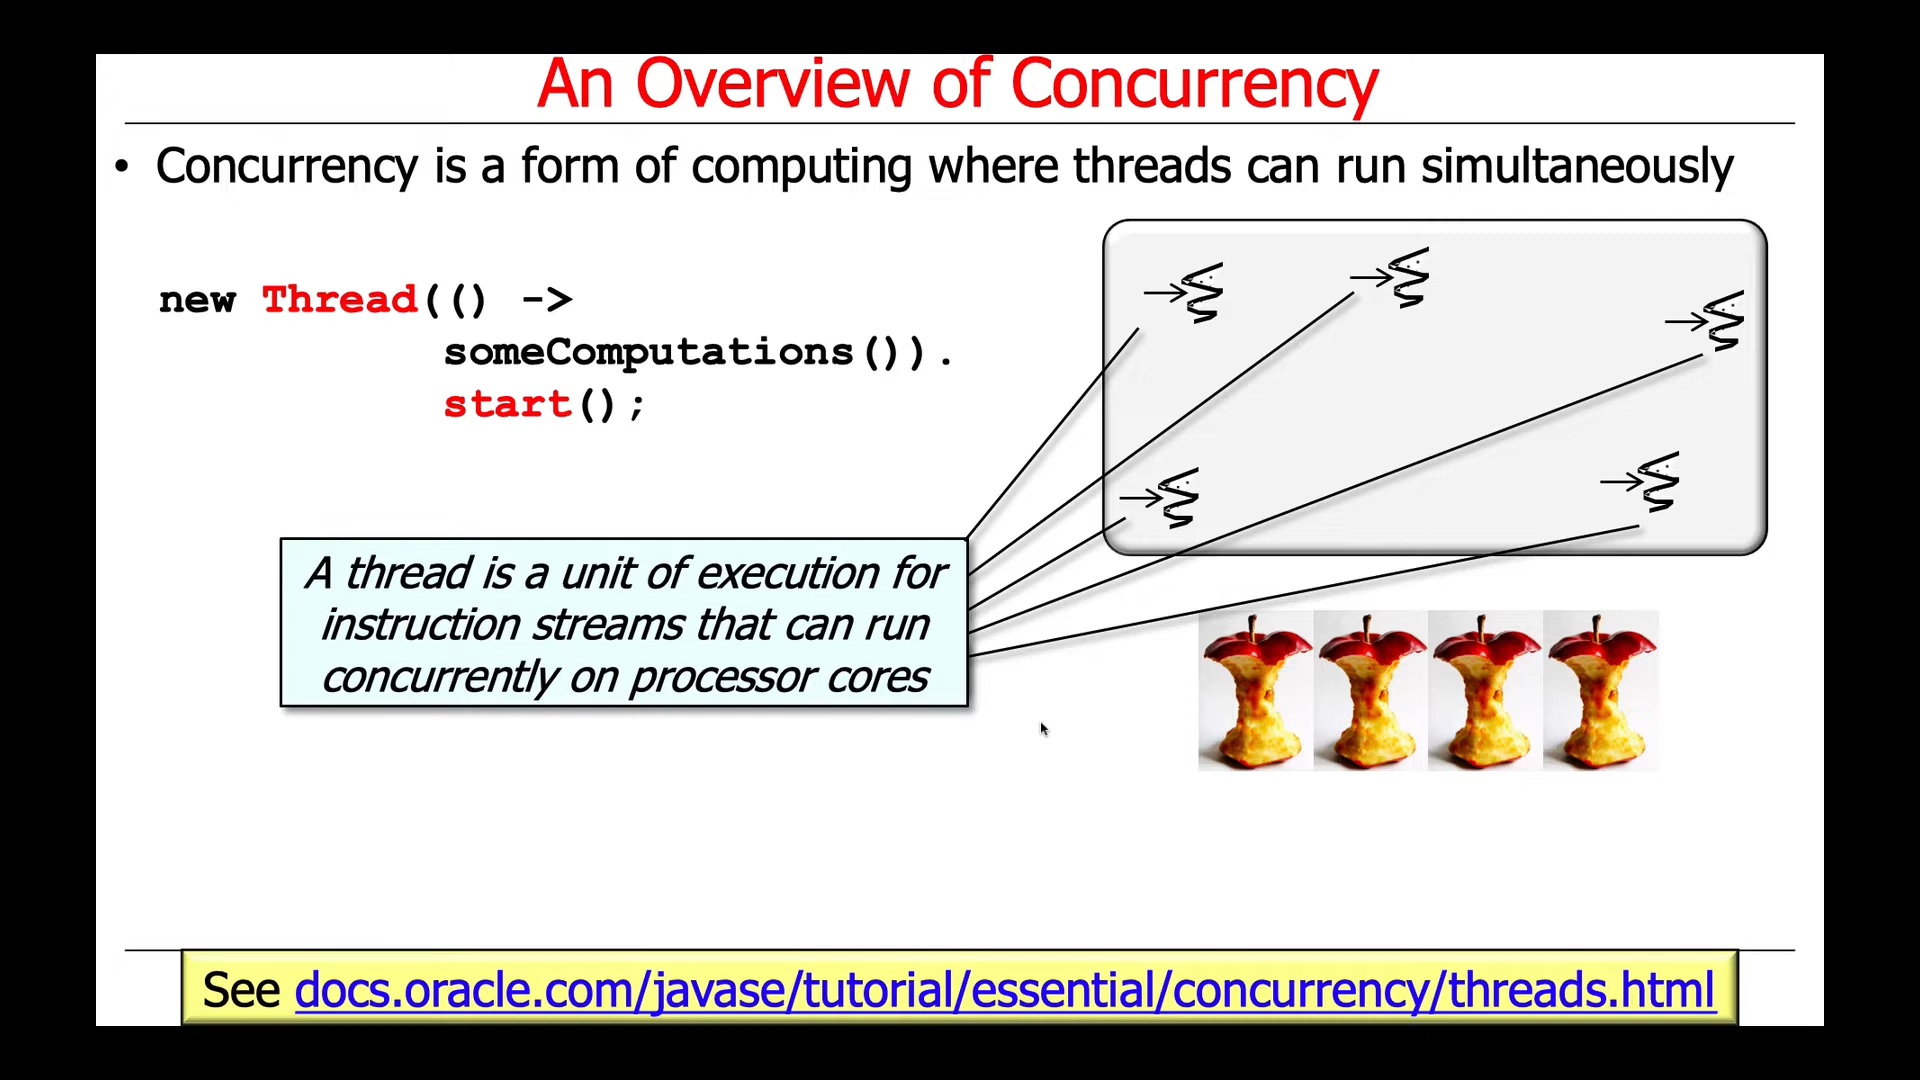 An Overview of Concurrency
• Concurrency is a form of computing where threads can run simultaneously
new Thread(() ->
someComputations()).
start();
A thread is a unit of execution for
instruction streams that can run
concurrently on processor cores
See docs.oracle.com/javase/tutorial/essential/concurrency/threads.html